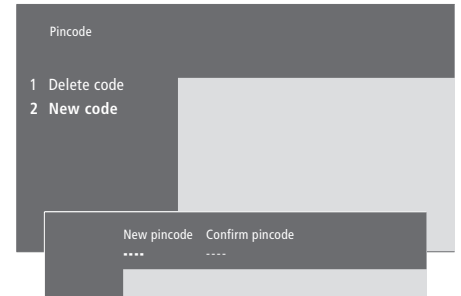 Pincode
1 Delete code
2 New code
New pincode Confirm pincode
---- ----